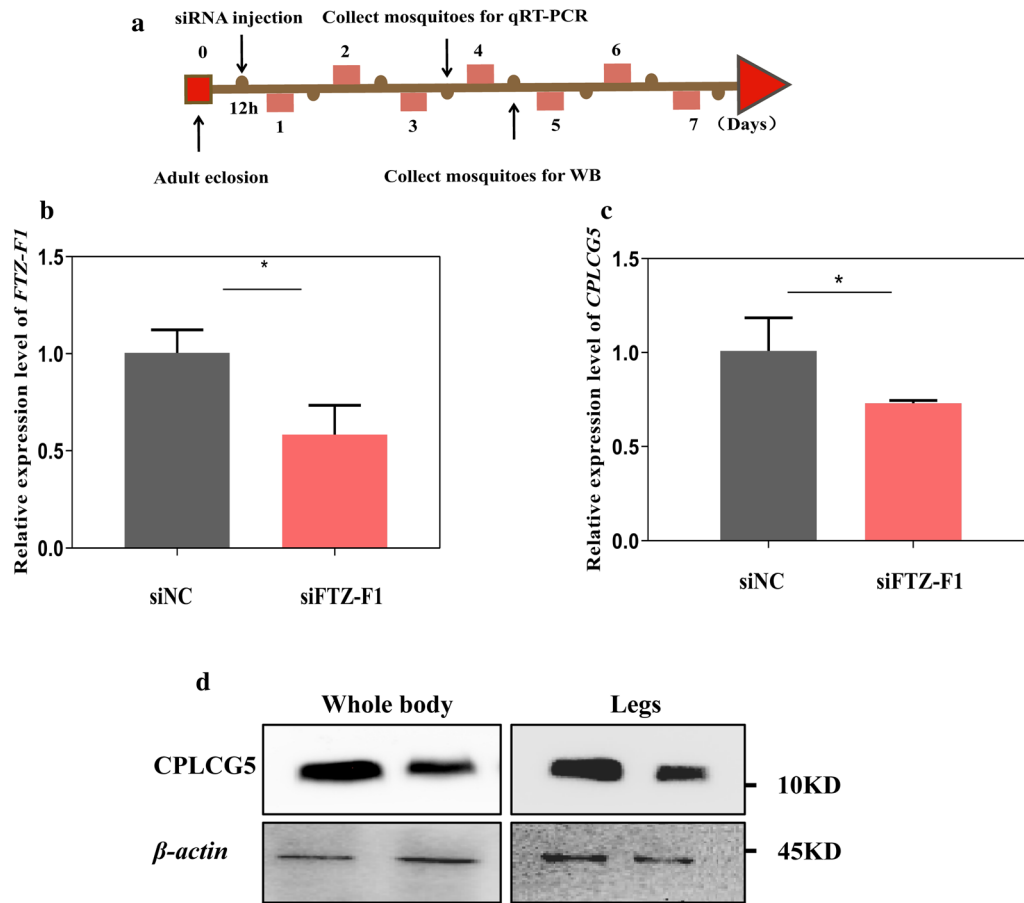 a
siRNA injection
Collect mosquitoes for qRT-PCR
0
2
4
6
12h
1
3
5
7
（Days）
Adult eclosion
Collect mosquitoes for WB
b
Relative expression level of FTZ-F1
1.5
1.0
0.5
0.0
*
siNC
siFTZ-F1
c
Relative expression level of CPLCG5
1.5
1.0
0.5
0.0
*
siNC
siFTZ-F1
d
Whole body
Legs
CPLCG5
10KD
β-actin
45KD